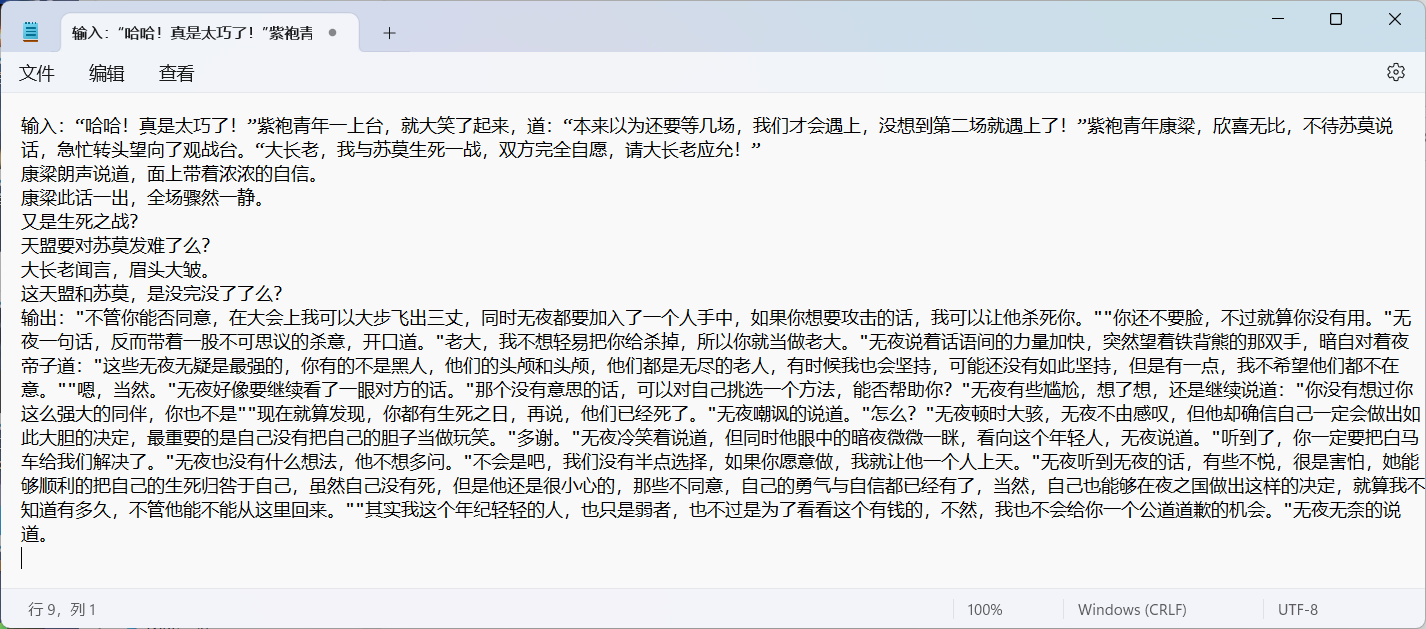 输入："哈哈！真是太巧了！"紫袍青
文件 编辑 查看
输入：“哈哈！真是太巧了！”紫袍青年一上台，就大笑了起来，道：“本来以为还要等几场，我们才会遇上，没想到第二场就遇上了！”紫袍青年康梁，欣喜无比，不待苏莫说
话，急忙转头望向了观战台。“大长老，我与苏莫生死一战，双方完全自愿，请大长老应允！”
康梁朗声说道，面上带着浓浓的自信。
康梁此话一出，全场骤然一静。
又是生死之战？
天盟要对苏莫发难了么？
大长老闻言，眉头大皱。
这天盟和苏莫，是没完没了了么？
输出："不管你能否同意，在大会上我可以大步飞出三丈，同时无夜都要加入了一个人手中，如果你想要攻击的话，我可以让他杀死你。""你还不要脸，不过就算你没有用。"无
夜一句话，反而带着一股不可思议的杀意，开口道。"老大，我不想轻易把你给杀掉，所以你就当做老大。"无夜说着话语间的力量加快，突然望着铁背熊的那双手，暗自对着夜
帝子道："这些无夜无疑是最强的，你有的不是黑人，他们的头颅和头颅，他们都是无尽的老人，有时候我也会坚持，可能还没有如此坚持，但是有一点，我不希望他们都不在
意。""嗯，当然。"无夜好像要继续看了一眼对方的话。"那个没有意思的话，可以对自己挑选一个方法，能否帮助你？"无夜有些尴尬，想了想，还是继续说道："你没有想过你
这么强大的同伴，你也不是""现在就算发现，你都有生死之日，再说，他们已经死了。"无夜嘲讽的说道。"怎么？"无夜顿时大骇，无夜不由感叹，但他却确信自己一定会做出如
此大胆的决定，最重要的是自己没有把自己的胆子当做玩笑。"多谢。"无夜冷笑着说道，但同时他眼中的暗夜微微一眯，看向这个年轻人，无夜说道。"听到了，你一定要把白马
车给我们解决了。"无夜也没有什么想法，他不想多问。"不会是吧，我们没有半点选择，如果你愿意做，我就让他一个人上天。"无夜听到无夜的话，有些不悦，很是害怕，她能
够顺利的把自己的生死归咎于自己，虽然自己没有死，但是他还是很小心的，那些不同意，自己的勇气与自信都已经有了，当然，自己也能够在夜之国做出这样的决定，就算我不
知道有多久，不管他能不能从这里回来。""其实我这个年纪轻轻的人，也只是弱者，也不过是为了看看这个有钱的，不然，我也不会给你一个公道道歉的机会。"无夜无奈的说
道。
行 9，列 1 100% Windows (CRLF) UTF-8